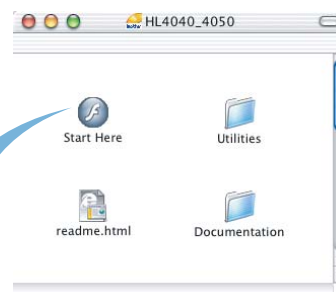 HL4040_4050
Start Here
Utilities
readme.html
Documentation